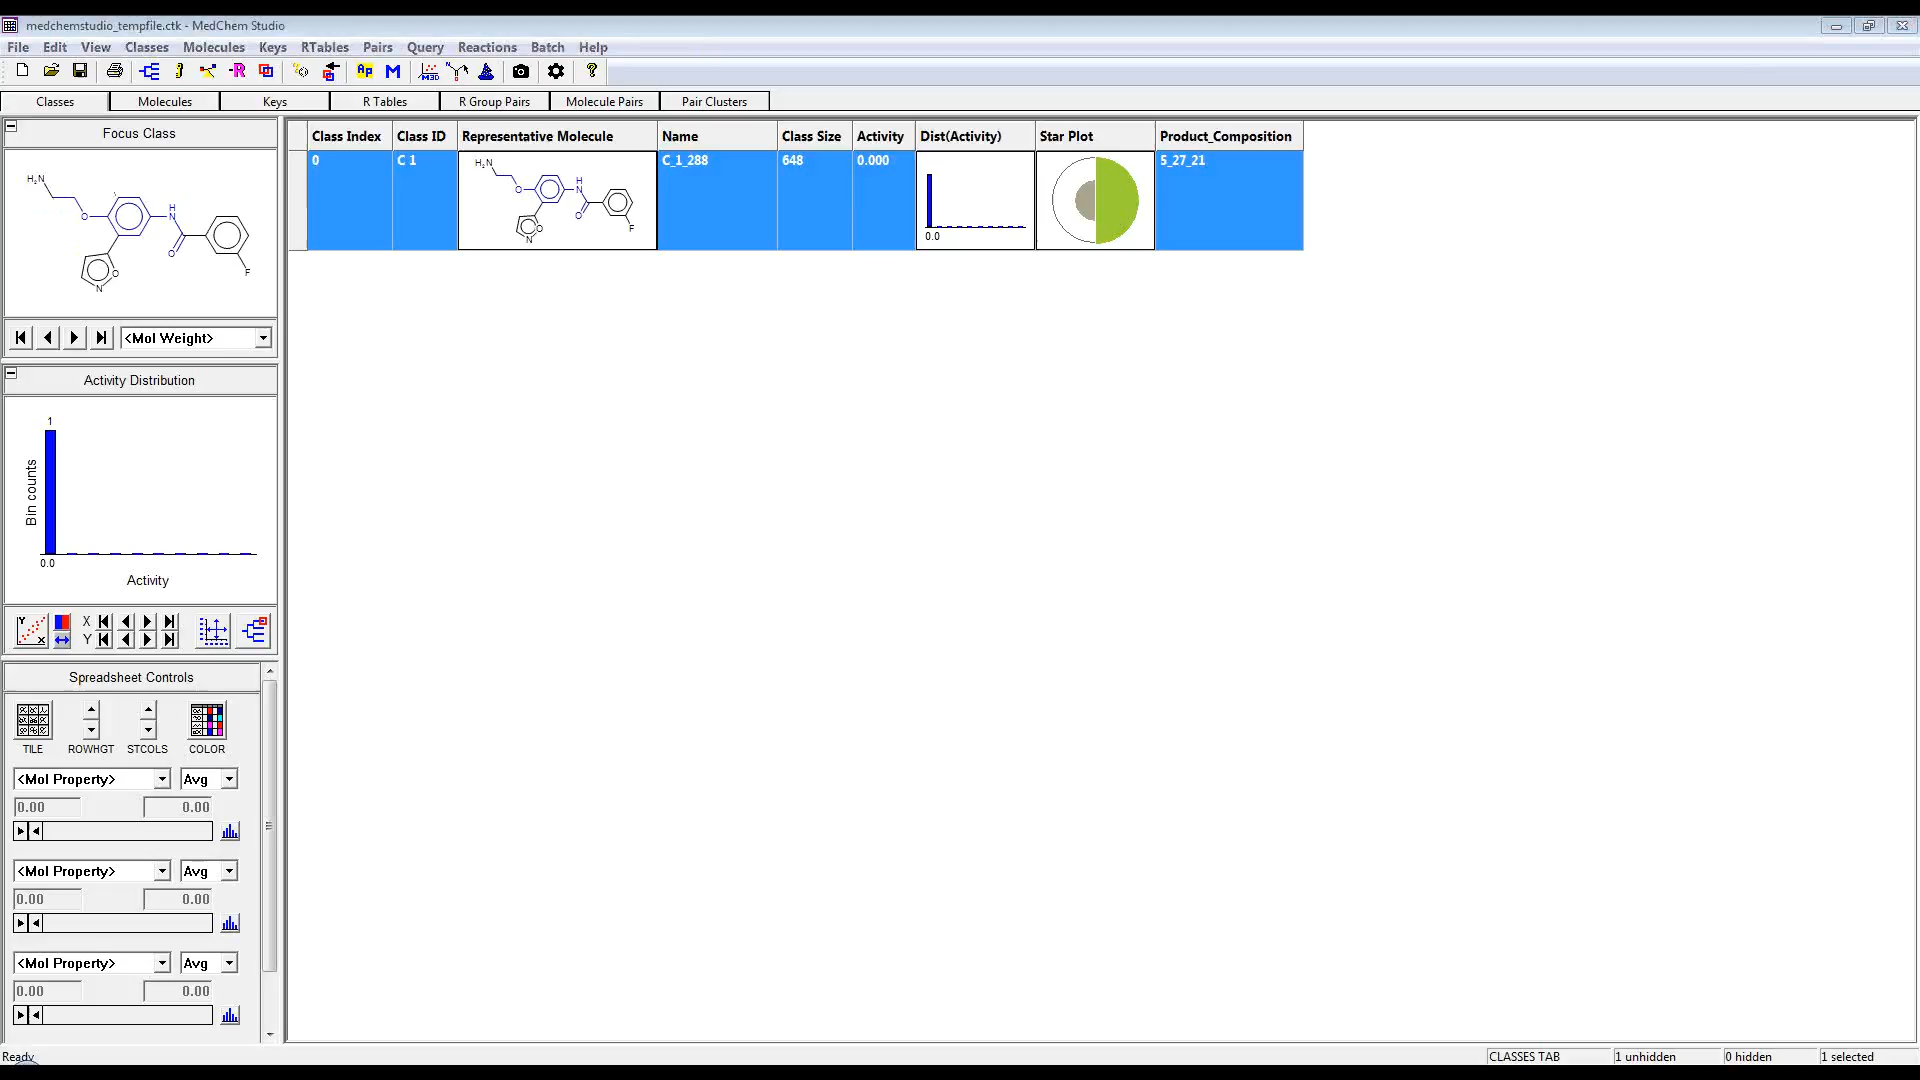 medchemstudio_tempfile.ctk - MedChem Studio
File Edit View Classes Molecules Keys RTables Pairs Query Reactions Batch Help
R Ap M M3D ?
Classes Molecules Keys R Tables R Group Pairs Molecule Pairs Pair Clusters
Focus Class
H2N
O
H
N
O
F
O
N
<Mol Weight>
Activity Distribution
1
Bin counts
0.0
Activity
Y X
X
Y
Spreadsheet Controls
TILE ROWHGT STCOLS COLOR
<Mol Property> Avg
0.00 0.00
<Mol Property> Avg
0.00 0.00
<Mol Property> Avg
0.00 0.00
Class Index Class ID Representative Molecule Name Class Size Activity Dist(Activity) Star Plot Product_Composition
0 C 1 C_1_288 648 0.000 5_27_21
H2N
O
H
N
O
F
O
N
0.0
Ready CLASSES TAB 1 unhidden 0 hidden 1 selected